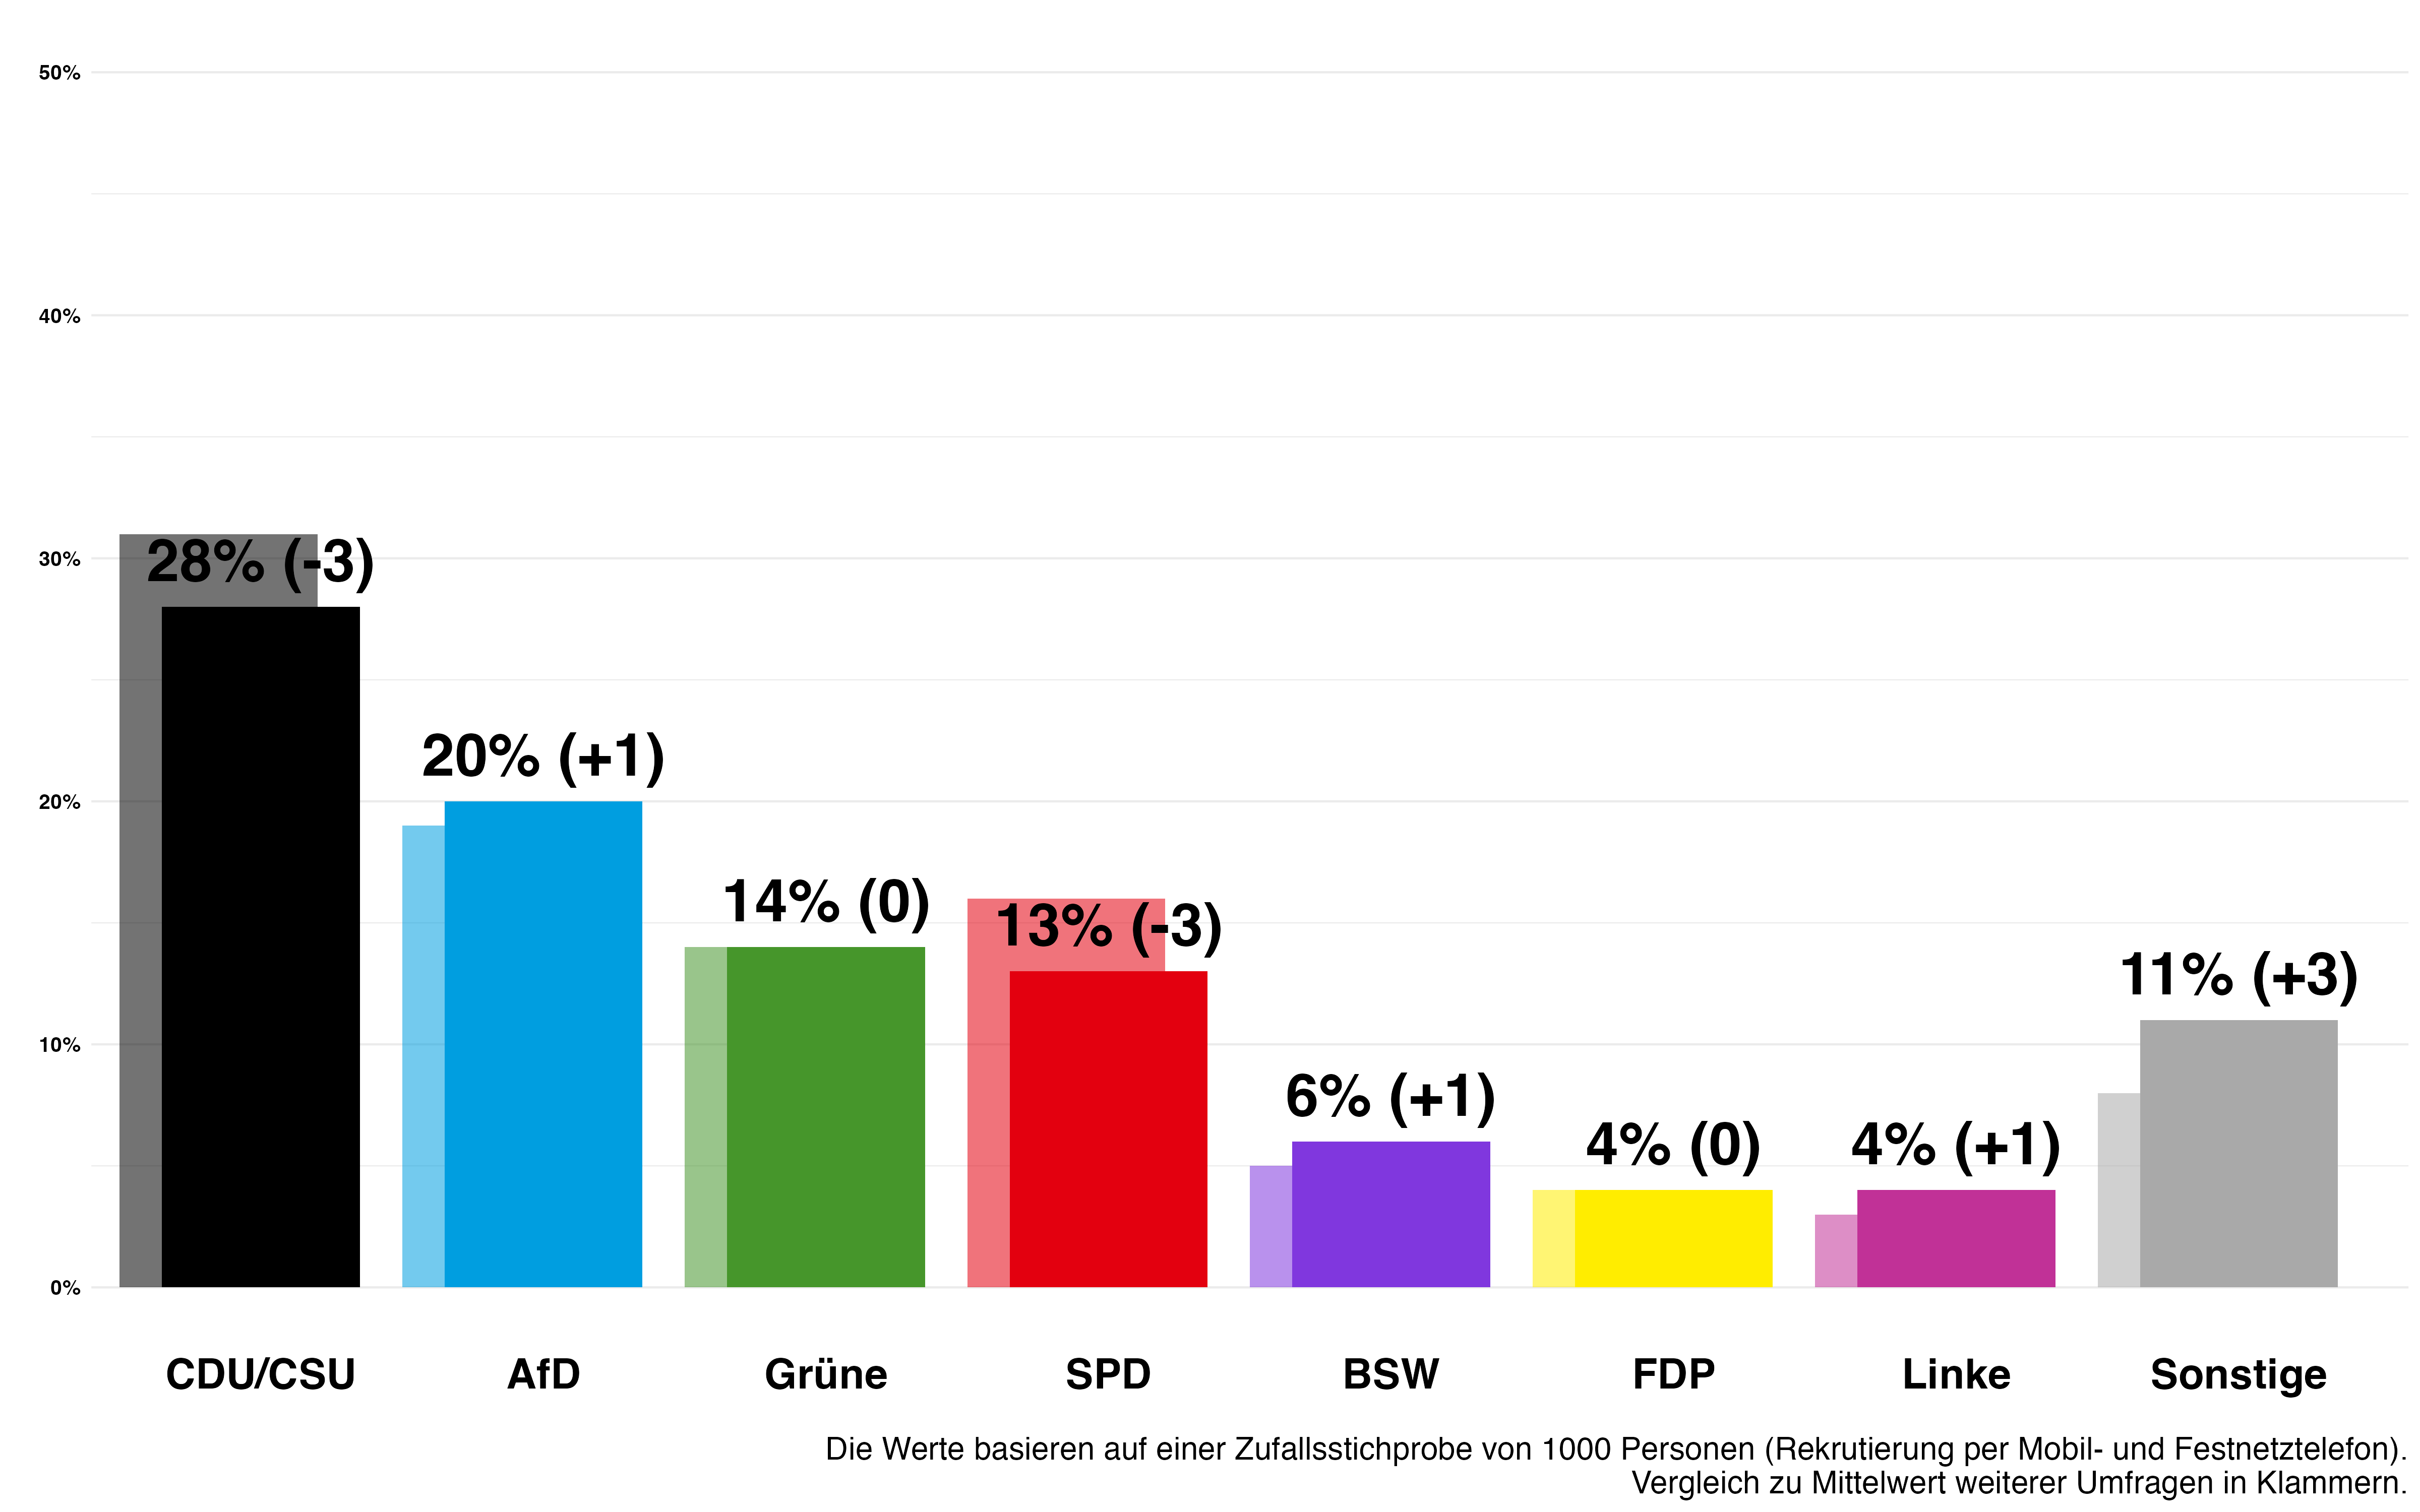 50%
40%
30%
20%
10%
0%
28% (-3)
20% (+1)
14% (0)
13% (-3)
6% (+1)
4% (0)
4% (+1)
11% (+3)
CDU/CSU
AfD
Grüne
SPD
BSW
FDP
Linke
Sonstige
Die Werte basieren auf einer Zufallsstichprobe von 1000 Personen (Rekrutierung per Mobil- und Festnetztelefon).
Vergleich zu Mittelwert weiterer Umfragen in Klammern.